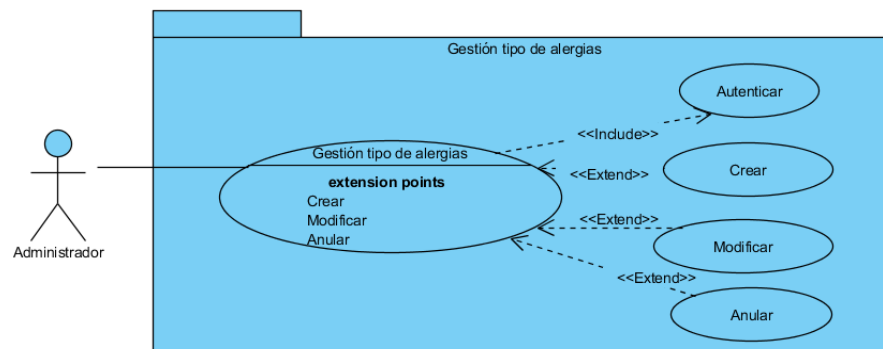 Gestión tipo de alergias
Autenticar
<<Include>>
Gestión tipo de alergias
<<Extend>>
Crear
extension points
Crear
Modificar
Anular
<<Extend>>
Modificar
Administrador
<<Extend>>
Anular